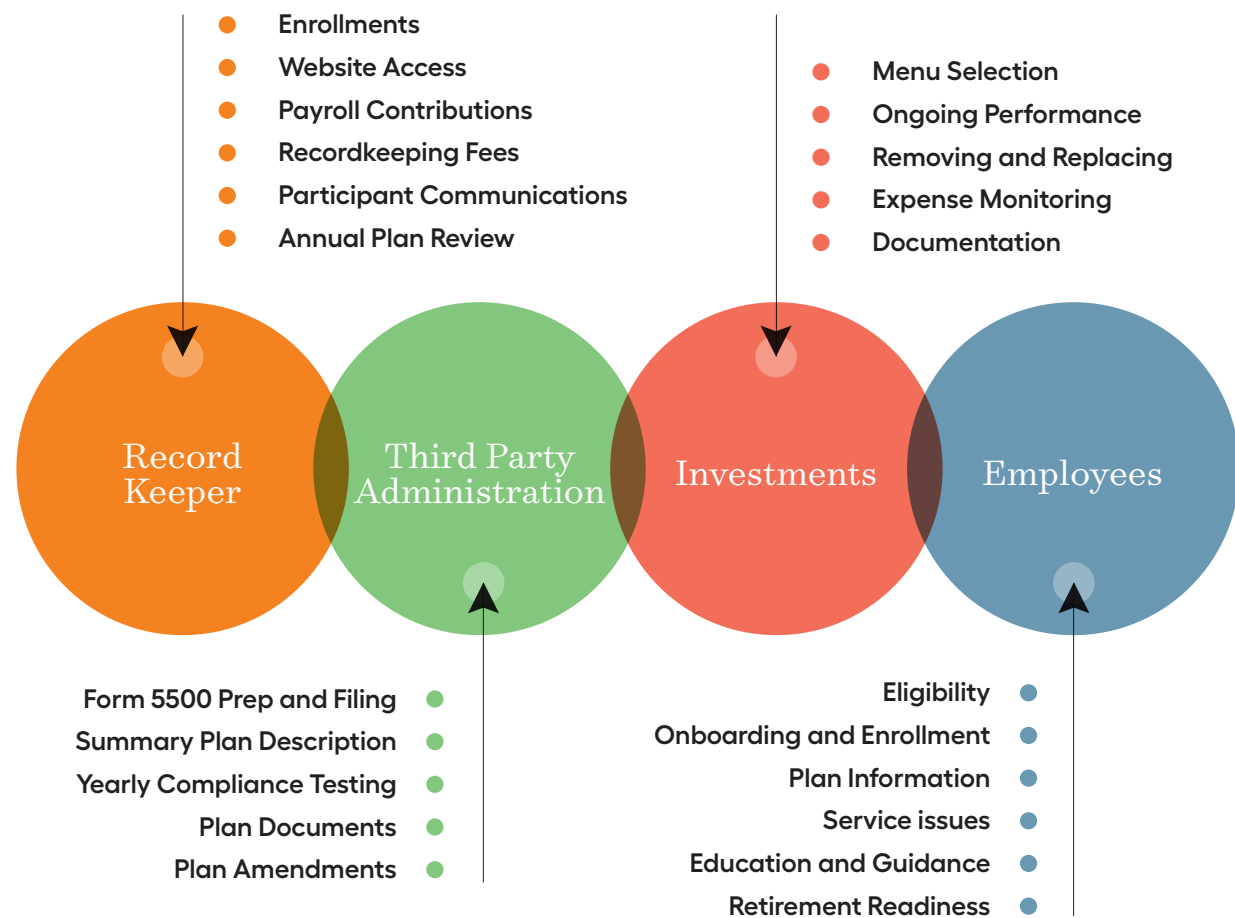 Enrollments
Website Access
Payroll Contributions
Recordkeeping Fees
Participant Communications
Annual Plan Review
Menu Selection
Ongoing Performance
Removing and Replacing
Expense Monitoring
Documentation
Record
Keeper
Third Party
Administration
Investments
Employees
Form 5500 Prep and Filing
Summary Plan Description
Yearly Compliance Testing
Plan Documents
Plan Amendments
Eligibility
Onboarding and Enrollment
Plan Information
Service issues
Education and Guidance
Retirement Readiness